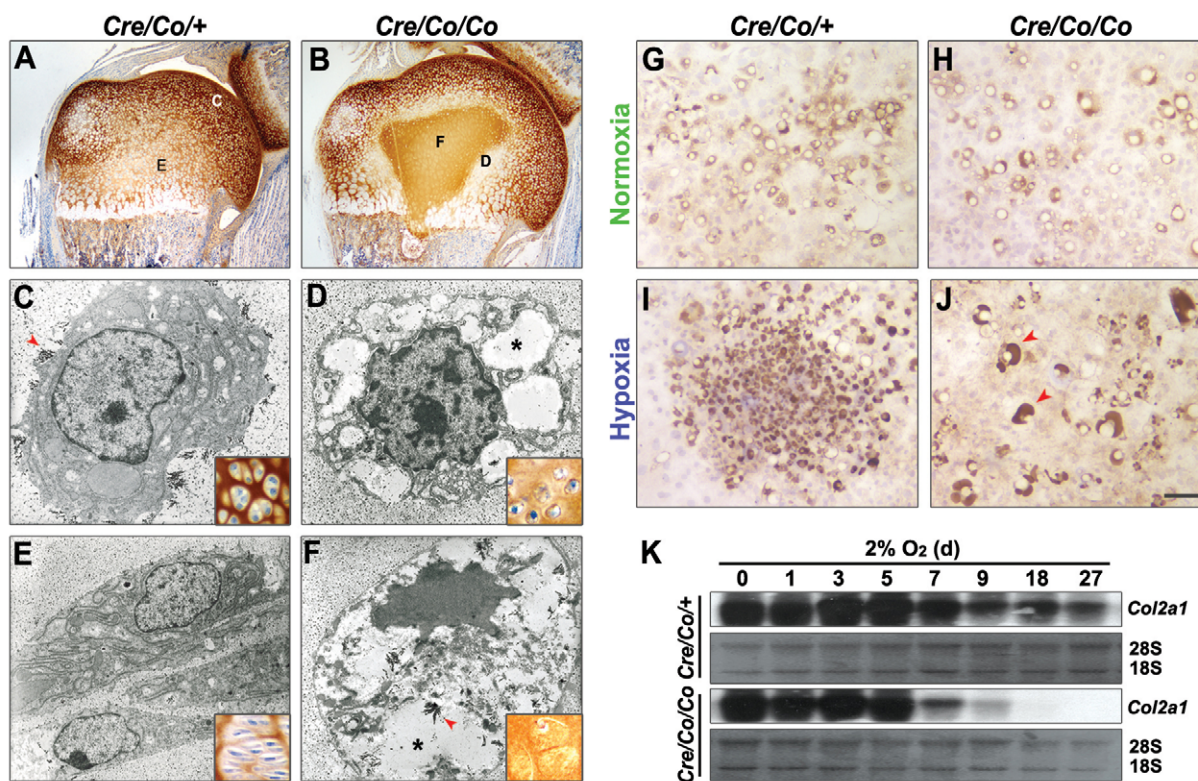 Cre/Co/+ Cre/Co/Co
A B
C
E
F
D
C D
*
E F
*
Cre/Co/+ Cre/Co/Co
Normoxia
G H
Hypoxia
I J
K
2% O₂ (d)
0 1 3 5 7 9 18 27
Cre/Co/+
Col2a1
28S
18S
Cre/Co/Co
Col2a1
28S
18S